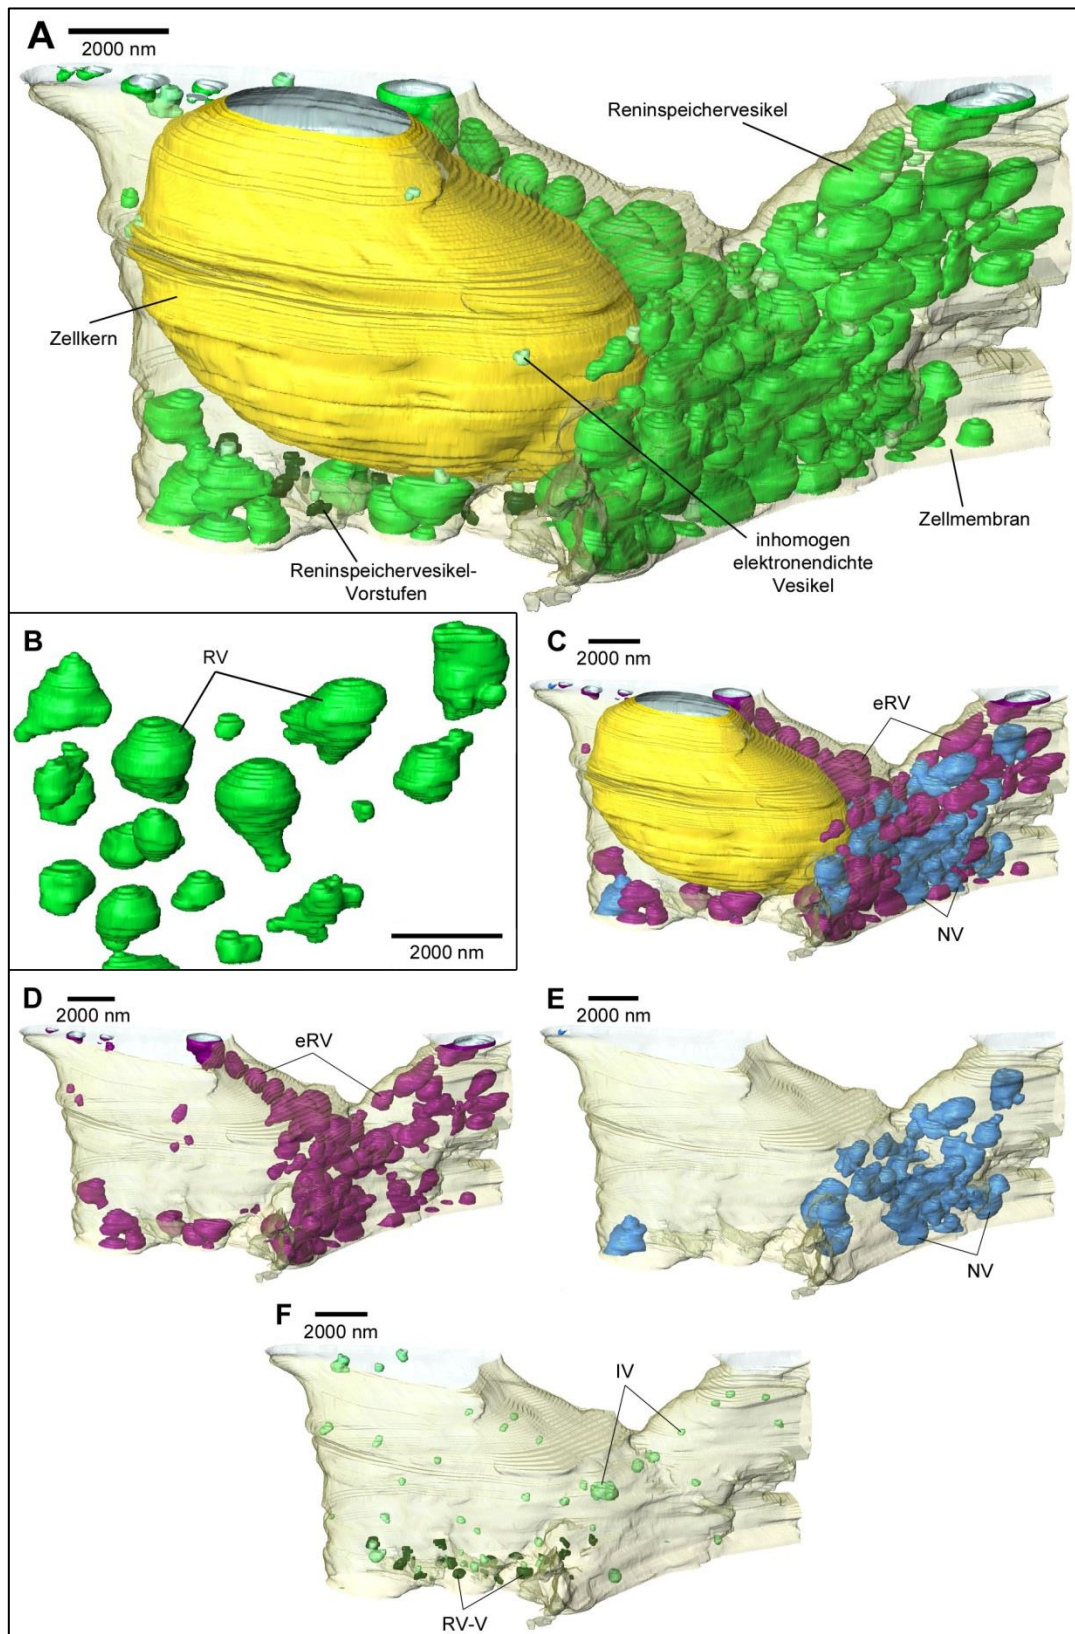 A
2000 nm
Reninspeichervesikel
Zellkern
Zellmembran
inhomogen
elektronendichte
Vesikel
Reninspeichervesikel-
Vorstufen
B
RV
2000 nm
C
2000 nm
eRV
NV
D
2000 nm
eRV
E
2000 nm
NV
F
2000 nm
IV
RV-V